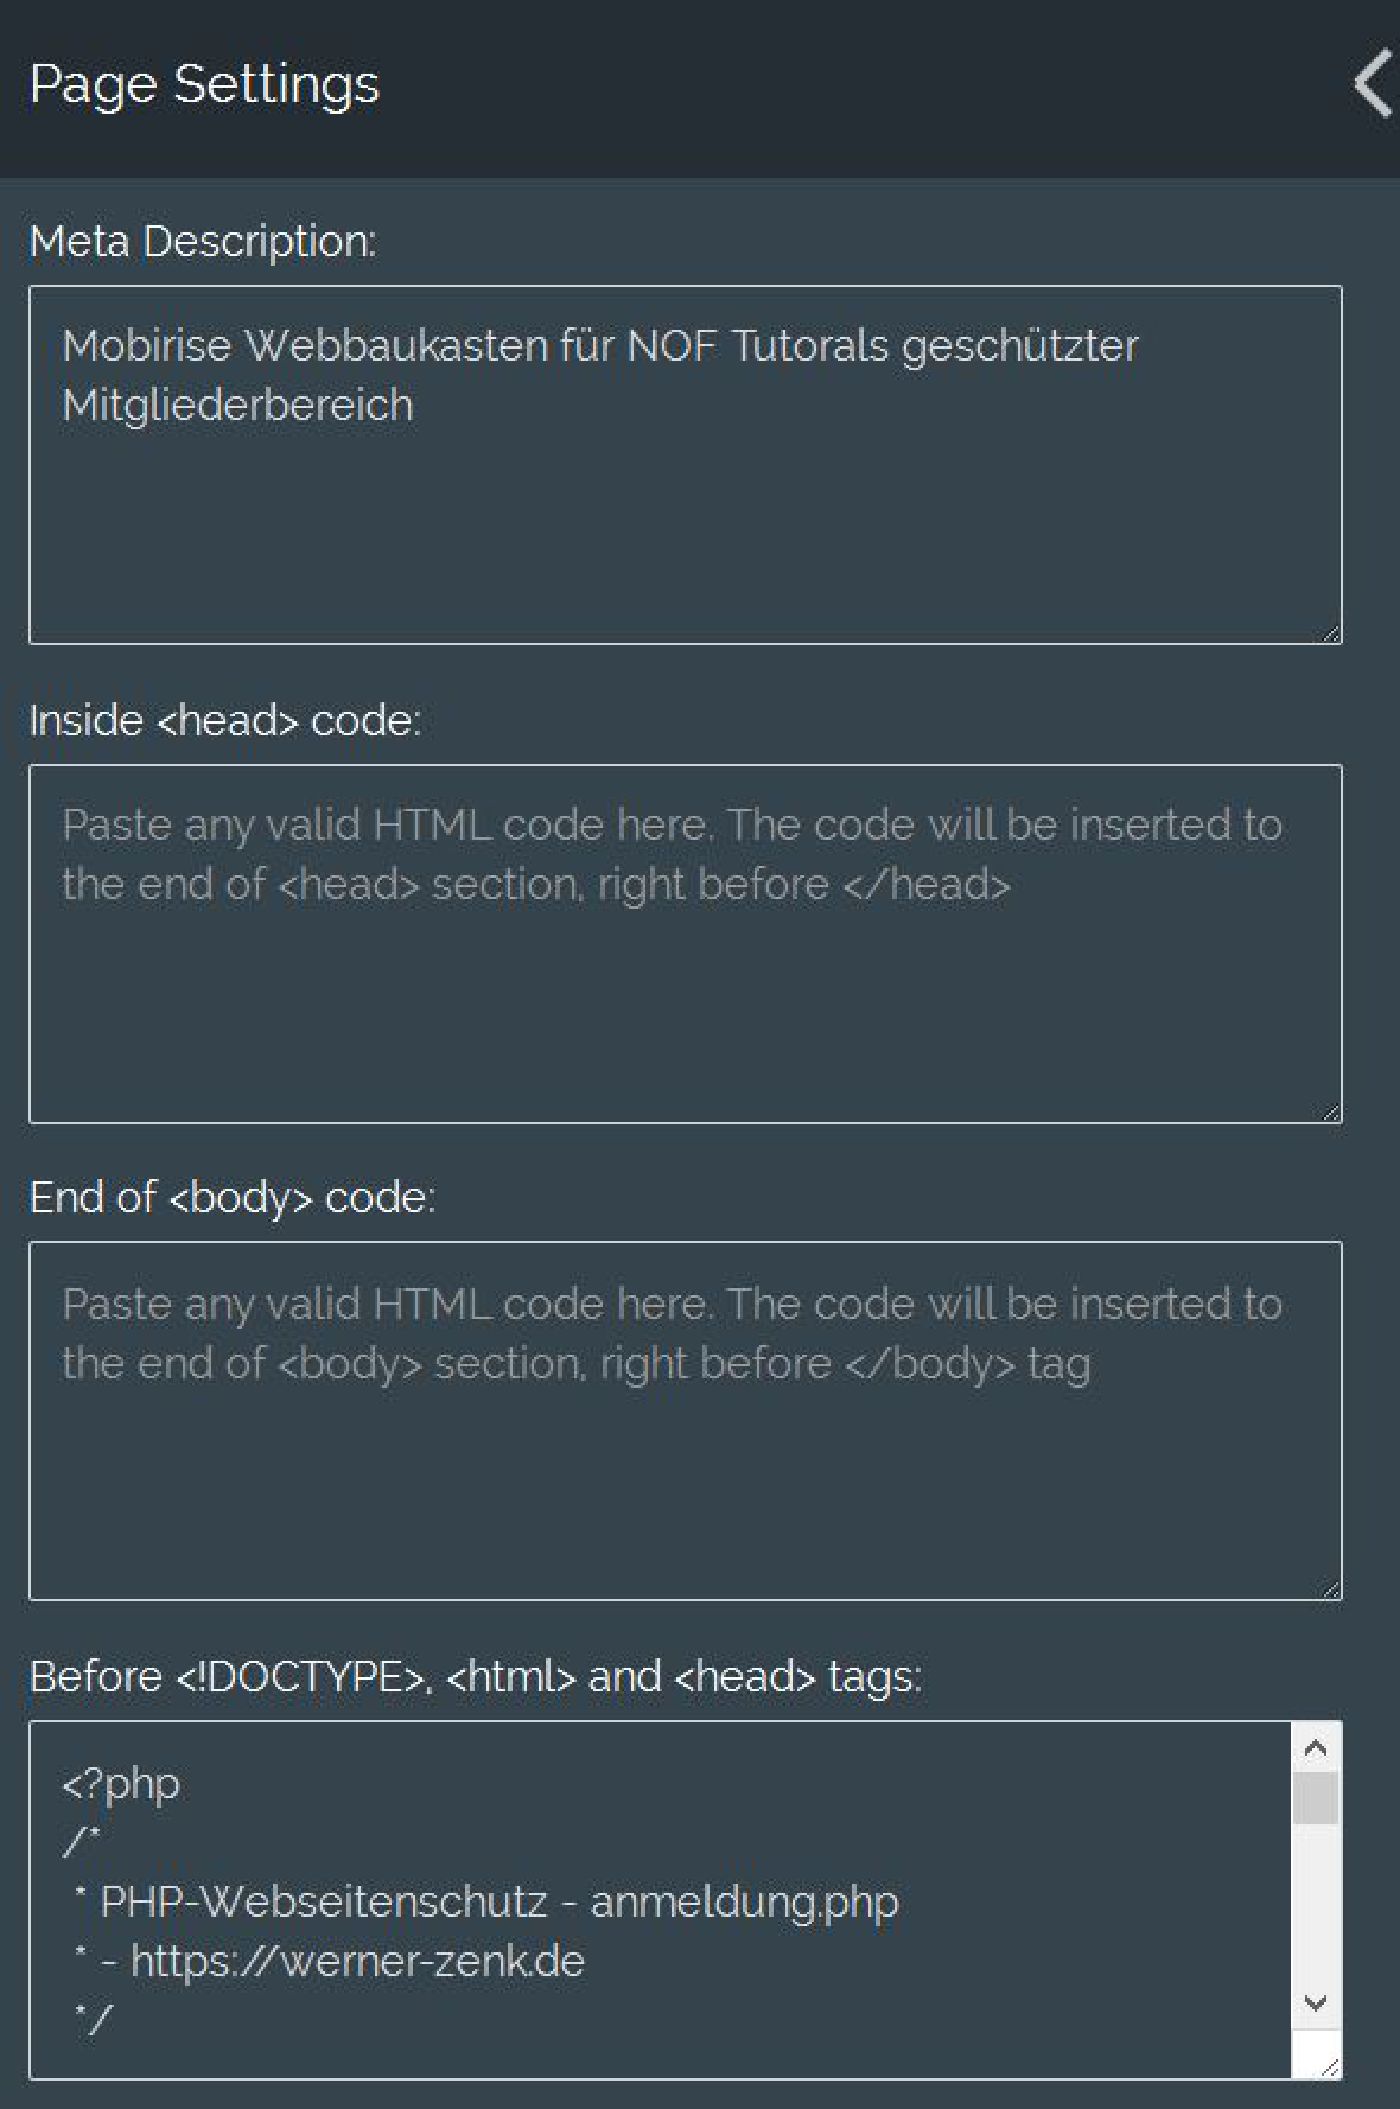 Page Settings
Meta Description:
Mobirise Webbaukasten für NOF Tutorals geschützter
Mitgliederbereich
Inside <head> code:
Paste any valid HTML code here. The code will be inserted to
the end of <head> section, right before </head>
End of <body> code:
Paste any valid HTML code here. The code will be inserted to
the end of <body> section, right before </body> tag
Before <!DOCTYPE>, <html> and <head> tags:
<?php
/*
* PHP-Webseitenschutz - anmeldung.php
* - https://werner-zenk.de
*/